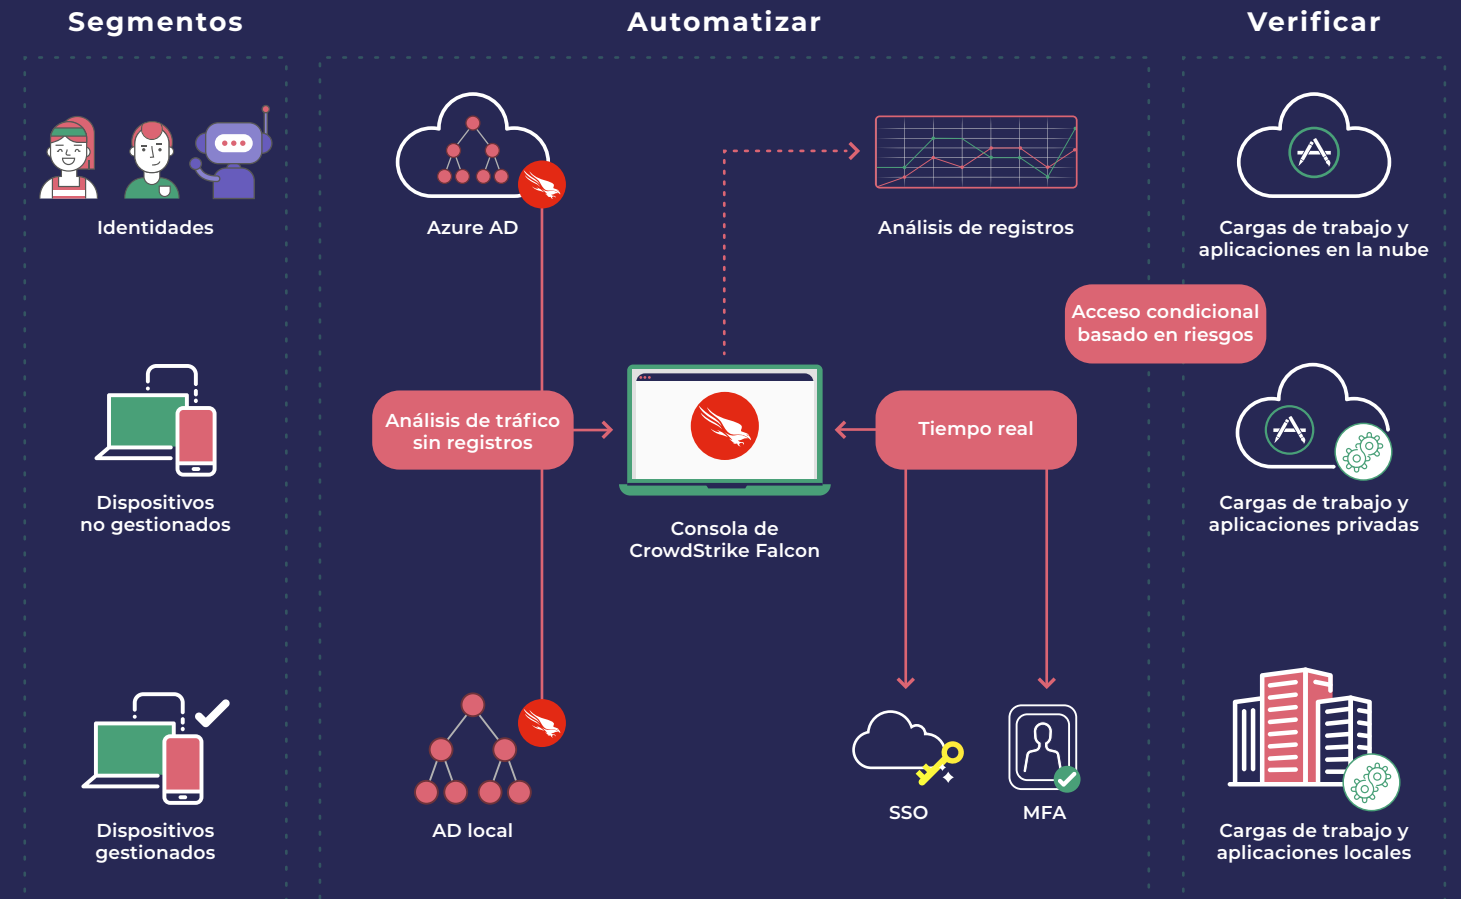 Segmentos
Automatizar
Verificar
Identidades
Azure AD
Análisis de registros
Cargas de trabajo y
aplicaciones en la nube
Acceso condicional
basado en riesgos
Dispositivos
no gestionados
Análisis de tráfico
sin registros
Consola de
CrowdStrike Falcon
Tiempo real
Cargas de trabajo y
aplicaciones privadas
Dispositivos
gestionados
AD local
SSO
MFA
Cargas de trabajo y
aplicaciones locales